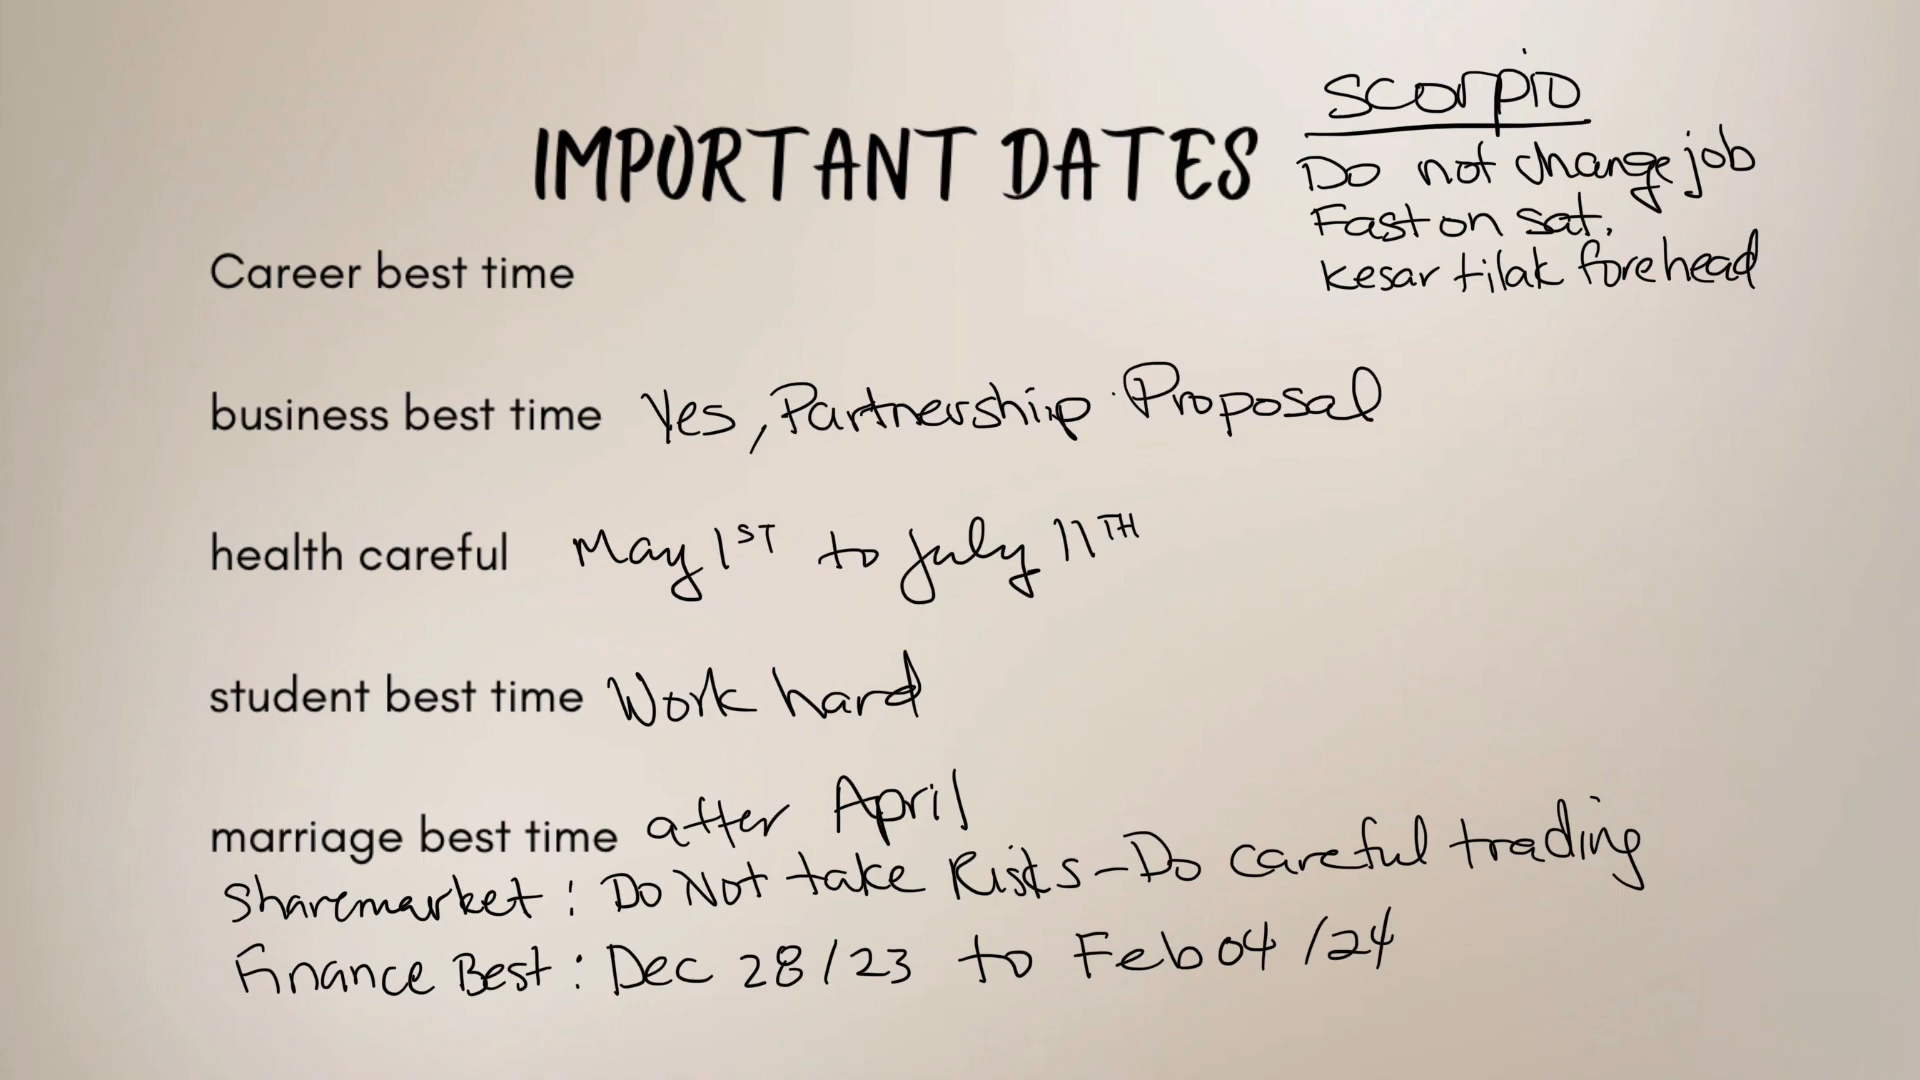 scorpio
IMPORTANT DATES
Do not change job
Fast on sat.
Kesar tilak forehead
Career best time
business best time Yes, Partnership Proposal
health careful May 1ST to July 11TH
student best time Work hard
marriage best time after April
Sharemarket : Do Not take Risks - Do careful trading
Finance Best : Dec 28/23 to Feb 04/24